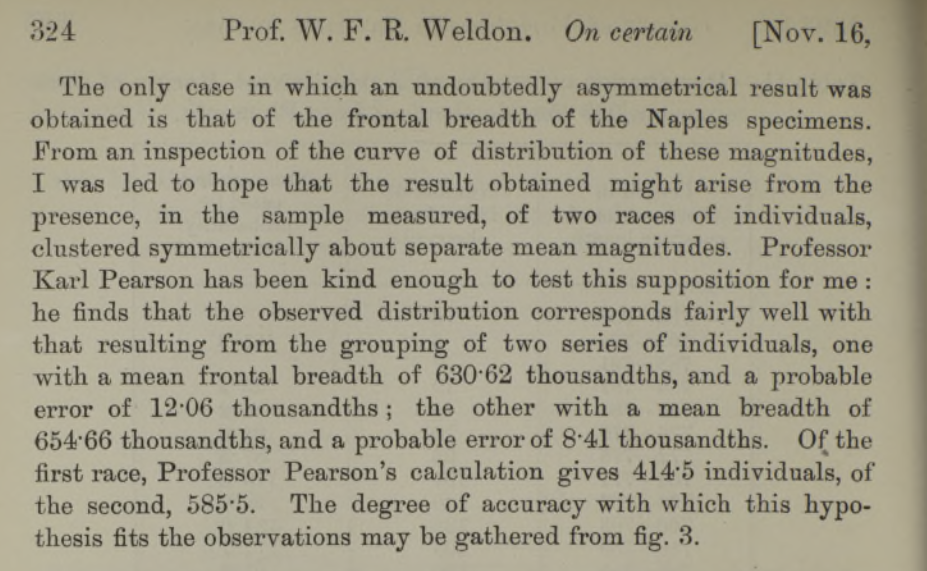 324 Prof. W. F. R. Weldon. On certain [Nov. 16,
The only case in which an undoubtedly asymmetrical result was
obtained is that of the frontal breadth of the Naples specimens.
From an inspection of the curve of distribution of these magnitudes,
I was led to hope that the result obtained might arise from the
presence, in the sample measured, of two races of individuals,
clustered symmetrically about separate mean magnitudes. Professor
Karl Pearson has been kind enough to test this supposition for me :
he finds that the observed distribution corresponds fairly well with
that resulting from the grouping of two series of individuals, one
with a mean frontal breadth of 630·62 thousandths, and a probable
error of 12·06 thousandths ; the other with a mean breadth of
654·66 thousandths, and a probable error of 8·41 thousandths. Of the
first race, Professor Pearson's calculation gives 414·5 individuals, of
the second, 585·5. The degree of accuracy with which this hypo-
thesis fits the observations may be gathered from fig. 3.